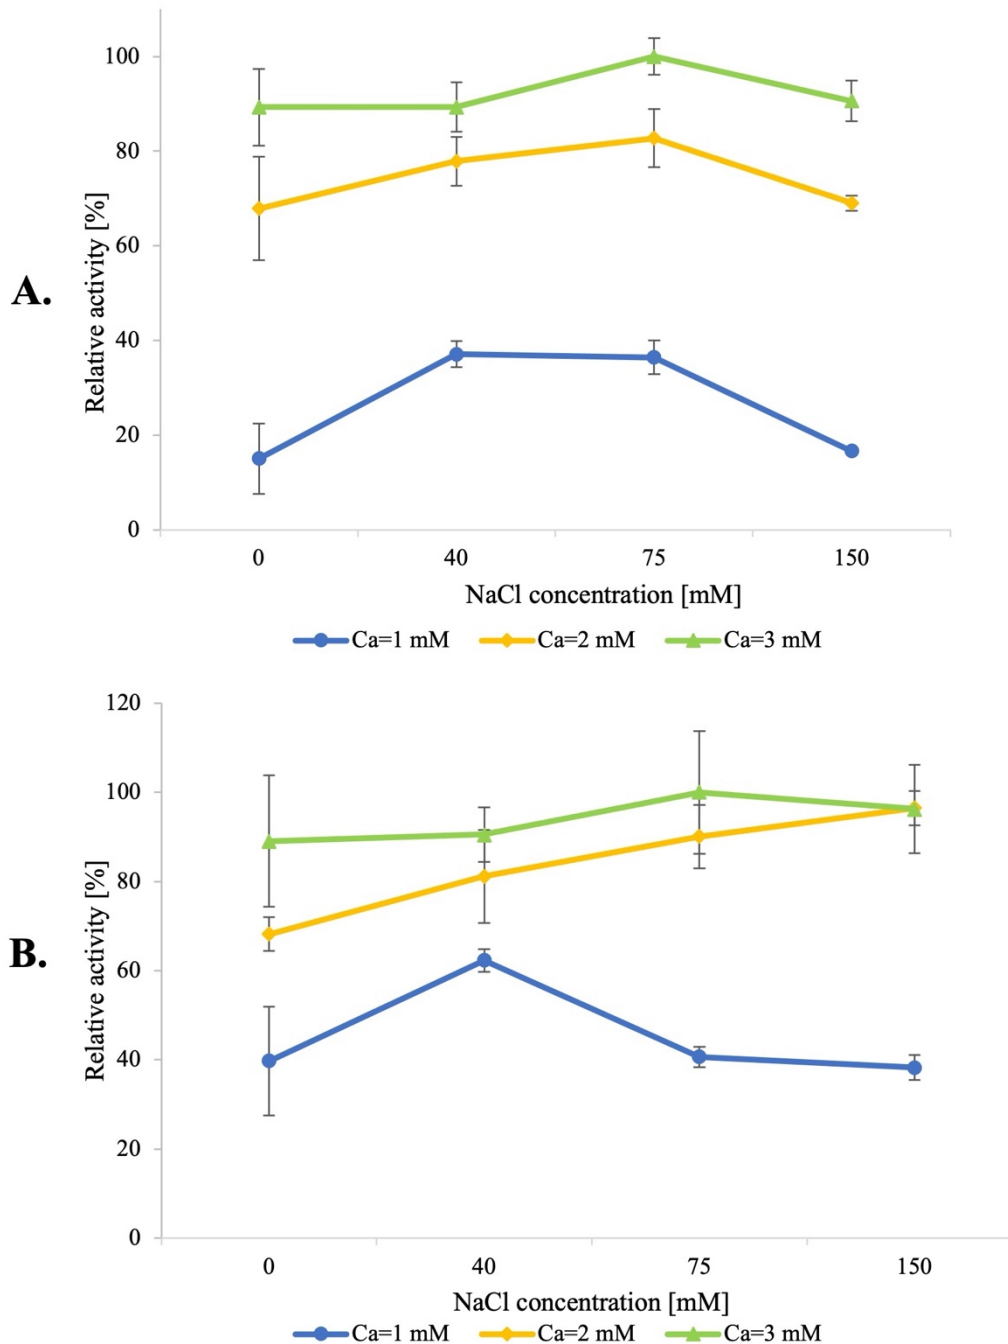 100
80
60
40
20
0
Relative activity [%]
A.
0 40 75 150
NaCl concentration [mM]
Ca=1 mM Ca=2 mM Ca=3 mM
120
100
80
60
40
20
0
Relative activity [%]
B.
0 40 75 150
NaCl concentration [mM]
Ca=1 mM Ca=2 mM Ca=3 mM